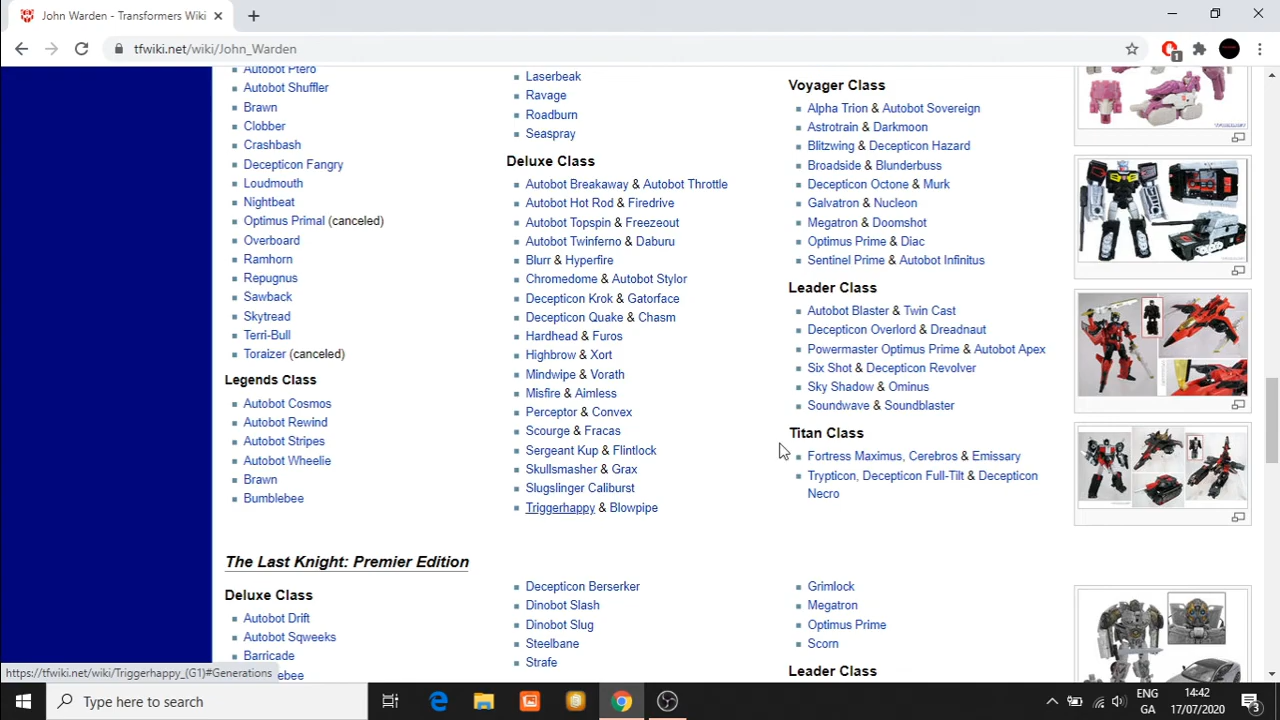 John Warden - Transformers Wiki
tfwiki.net/wiki/John_Warden
1
Autobot Ptero
Autobot Shuffler
Brawn
Clobber
Crashbash
Decepticon Fangry
Loudmouth
Nightbeat
Optimus Primal (canceled)
Overboard
Ramhorn
Repugnus
Sawback
Skytread
Terri-Bull
Toraizer (canceled)
Legends Class
Autobot Cosmos
Autobot Rewind
Autobot Stripes
Autobot Wheelie
Brawn
Bumblebee
Laserbeak
Ravage
Roadburn
Seaspray
Deluxe Class
Autobot Breakaway & Autobot Throttle
Autobot Hot Rod & Firedrive
Autobot Topspin & Freezeout
Autobot Twinferno & Daburu
Blurr & Hyperfire
Chromedome & Autobot Stylor
Decepticon Krok & Gatorface
Decepticon Quake & Chasm
Hardhead & Furos
Highbrow & Xort
Mindwipe & Vorath
Misfire & Aimless
Perceptor & Convex
Scourge & Fracas
Sergeant Kup & Flintlock
Skullsmasher & Grax
Slugslinger Caliburst
Triggerhappy & Blowpipe
Voyager Class
Alpha Trion & Autobot Sovereign
Astrotrain & Darkmoon
Blitzwing & Decepticon Hazard
Broadside & Blunderbuss
Decepticon Octone & Murk
Galvatron & Nucleon
Megatron & Doomshot
Optimus Prime & Diac
Sentinel Prime & Autobot Infinitus
Leader Class
Autobot Blaster & Twin Cast
Decepticon Overlord & Dreadnaut
Powermaster Optimus Prime & Autobot Apex
Six Shot & Decepticon Revolver
Sky Shadow & Ominus
Soundwave & Soundblaster
Titan Class
Fortress Maximus, Cerebros & Emissary
Trypticon, Decepticon Full-Tilt & Decepticon
Necro
The Last Knight: Premier Edition
Deluxe Class
Autobot Drift
Autobot Sqweeks
Barricade
ebee
Decepticon Berserker
Dinobot Slash
Dinobot Slug
Steelbane
Strafe
Grimlock
Megatron
Optimus Prime
Scorn
Leader Class
https://tfwiki.net/wiki/Triggerhappy_(G1)#Generations
Type here to search
ENG
GA
14:42
17/07/2020
3